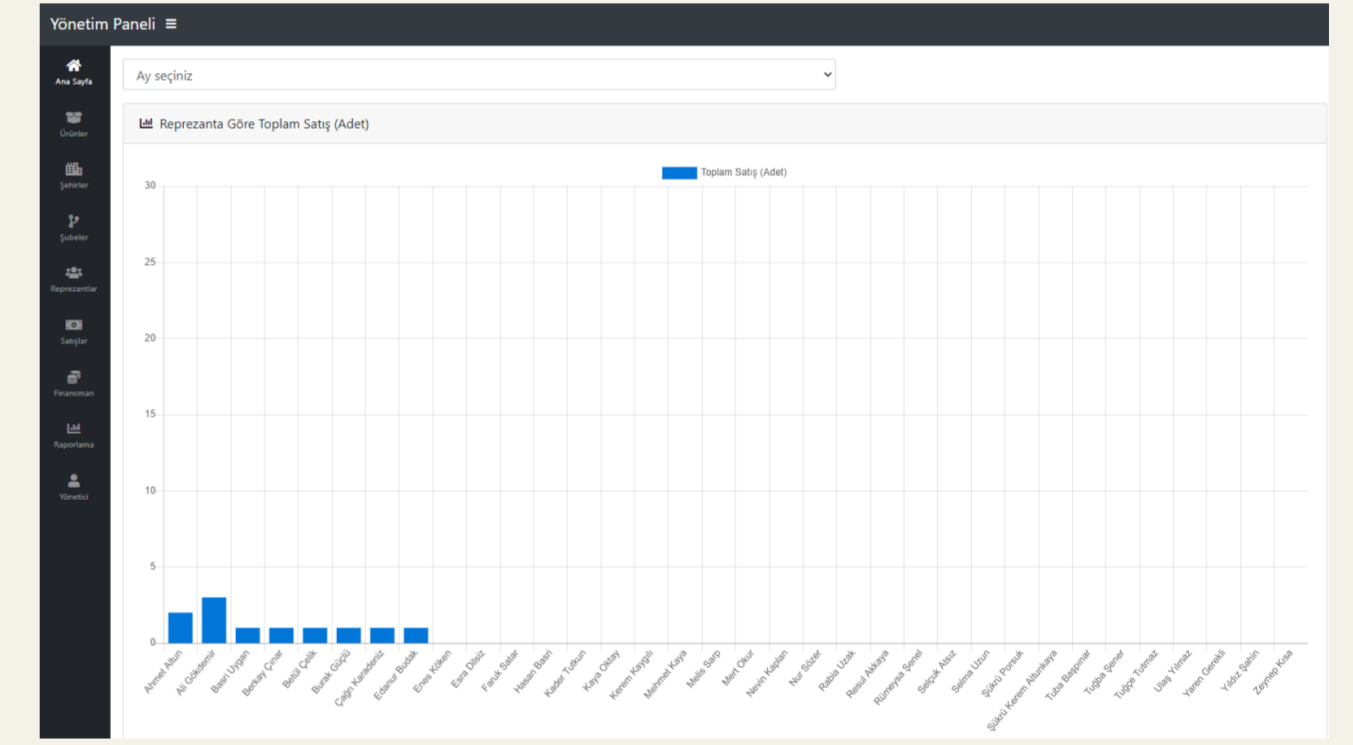 Yönetim Paneli
Ana Sayfa
Ürünler
Şehirler
Şubeler
Reprezantlar
Satışlar
Finansman
Raporlama
Yönetici
Ay seçiniz
Reprezanta Göre Toplam Satış (Adet)
Toplam Satış (Adet)
30
25
20
15
10
5
0
Ahmet Altun
Ali Gökdemir
Basri Uygan
Berkay Çınar
Betül Çelik
Burak Güçlü
Çağrı Karadeniz
Edanur Budak
Enes Köken
Esra Dilsiz
Faruk Satar
Hasan Basri
Kader Tutkun
Kaya Oktay
Kerem Kaygılı
Mehmet Kaya
Melis Sarp
Mert Okur
Nevin Kaplan
Nur Sözer
Rabia Uzak
Resul Akkaya
Rümeysa Şenel
Selçuk Atsız
Selma Uzun
Şükrü Porsuk
Şükrü Kerem Altunkaya
Tuba Başpınar
Tuğba Şener
Tuğçe Tutmaz
Ulaş Yılmaz
Yaren Gerekli
Yıldız Şahin
Zeynep Kısa